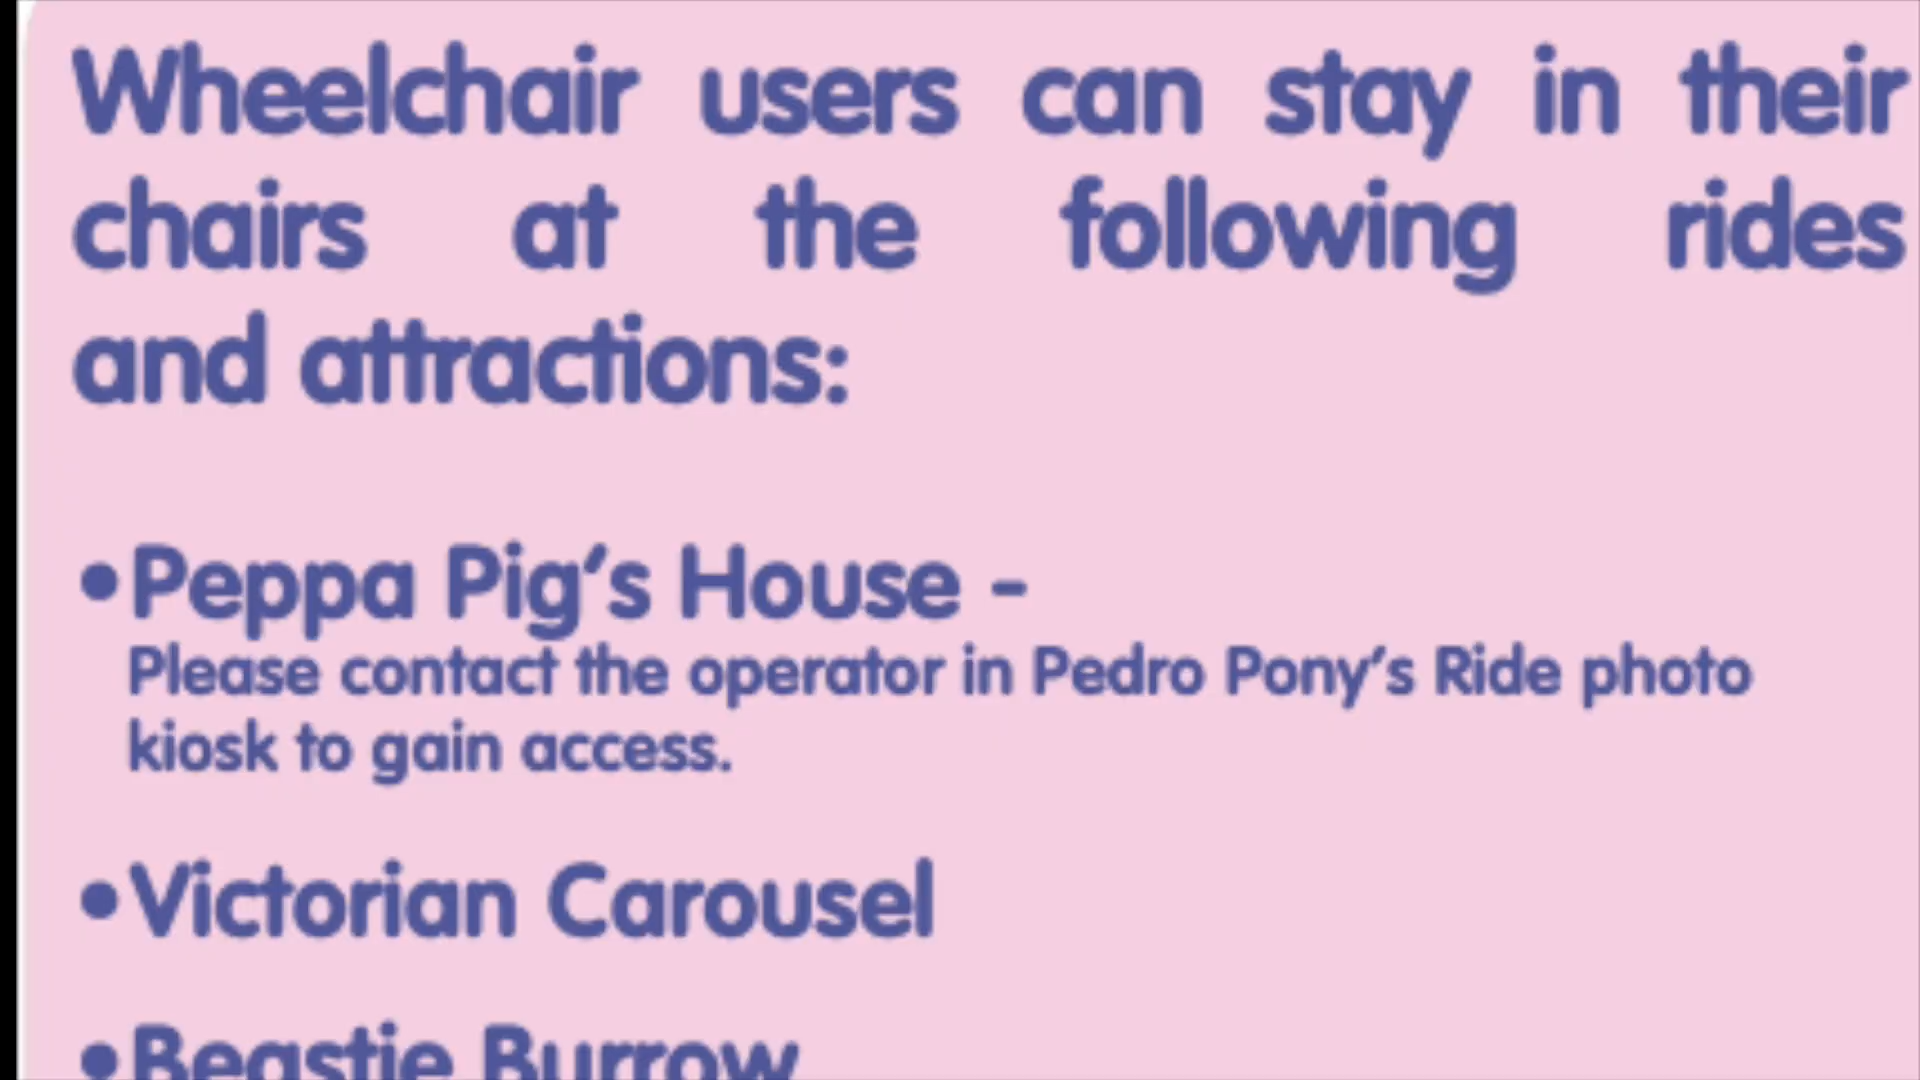 Wheelchair users can stay in their
chairs at the following rides
and attractions:
•Peppa Pig’s House -
Please contact the operator in Pedro Pony’s Ride photo
kiosk to gain access.
•Victorian Carousel
•Beastie Burrow